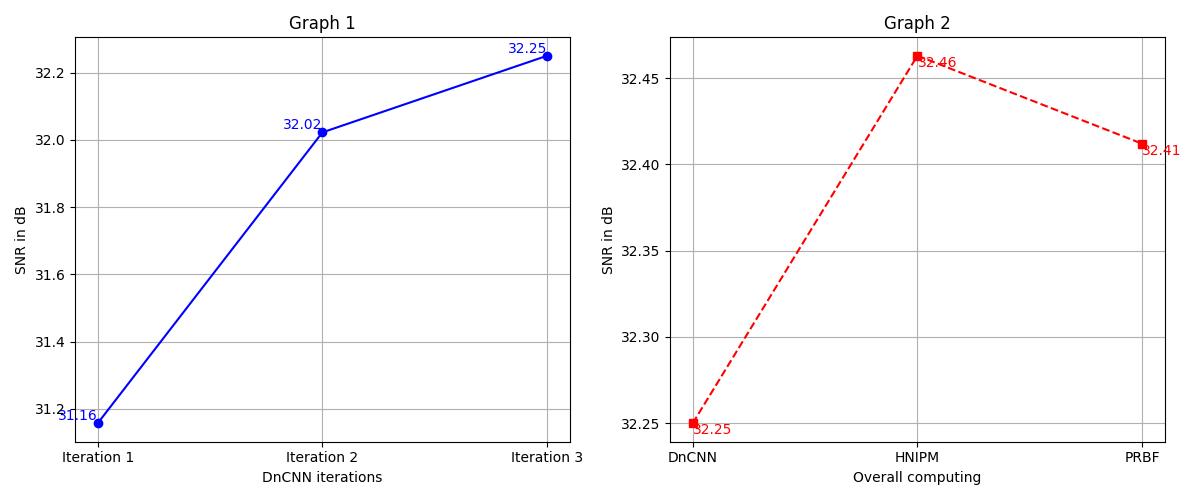 Graph 1
SNR in dB
32.2
32.0
31.8
31.6
31.4
31.2
32.25
32.02
31.16
Iteration 1 Iteration 2 Iteration 3
DnCNN iterations
Graph 2
SNR in dB
32.45
32.40
32.35
32.30
32.25
32.46
32.41
32.25
DnCNN HNIPM PRBF
Overall computing